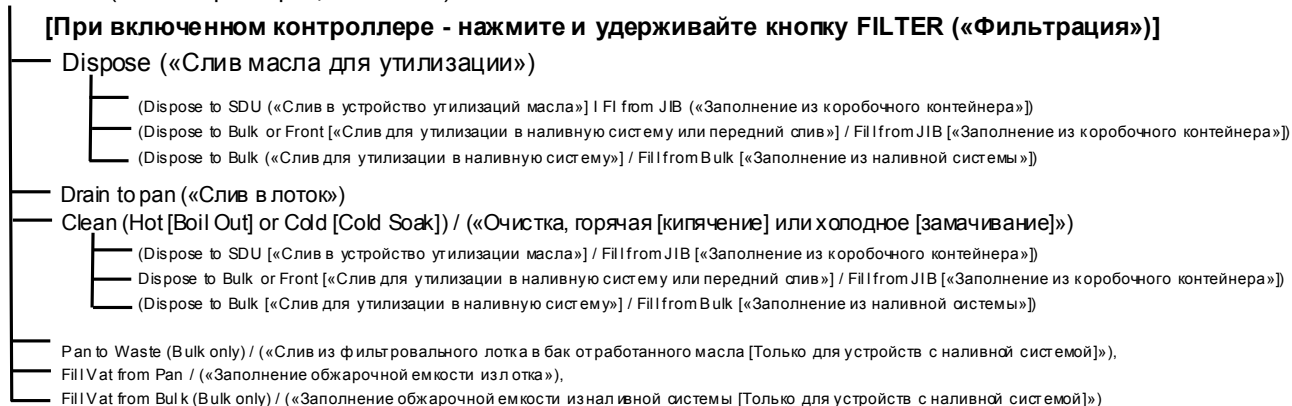 [При включенном контроллере - нажмите и удерживайте кнопку FILTER («Фильтрация»)]
Dispose («Слив масла для утилизации»)
(Dispose to SDU («Слив в устройство утилизаций масла»] I FI from JIB («Заполнение из коробочного контейнера»])
(Dispose to Bulk or Front [«Слив для утилизации в наливную систему или передний слив»] / Fill from JIB [«Заполнение из коробочного контейнера»])
(Dispose to Bulk («Слив для утилизации в наливную систему»] / Fill from Bulk [«Заполнение из наливной системы»])
Drain to pan («Слив в лоток»)
Clean (Hot [Boil Out] or Cold [Cold Soak]) / («Очистка, горячая [кипячение] или холодное [замачивание]»)
(Dispose to SDU [«Слив в устройство утилизации масла»] / Fill from JIB [«Заполнение из коробочного контейнера»])
Dispose to Bulk or Front [«Слив для утилизации в наливную систему или передний слив»] / Fill from JIB [«Заполнение из коробочного контейнера»])
(Dispose to Bulk [«Слив для утилизации в наливную систему»] / Fill from Bulk [«Заполнение из наливной системы»])
Pan to Waste (Bulk only) / («Слив из фильтровального лотка в бак отработанного масла [Только для устройств с наливной системой]»),
Fill Vat from Pan / («Заполнение обжарочной емкости из лотка»),
Fill Vat from Bulk (Bulk only) / («Заполнение обжарочной емкости из наливной системы [Только для устройств с наливной системой]»)